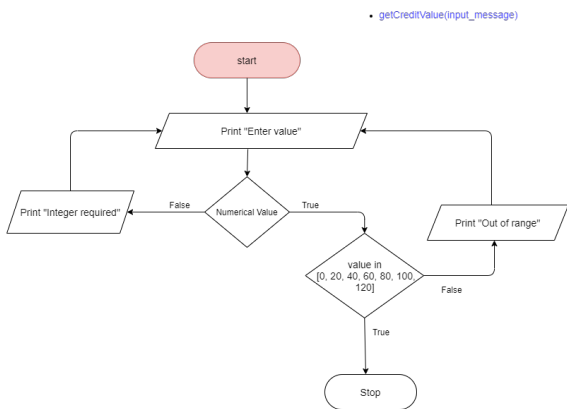 getCreditValue(input_message)
start
Print "Enter value"
Print "Integer required"
False
Numerical Value
True
Print "Out of range"
value in
[0, 20, 40, 60, 80, 100,
120]
False
True
Stop